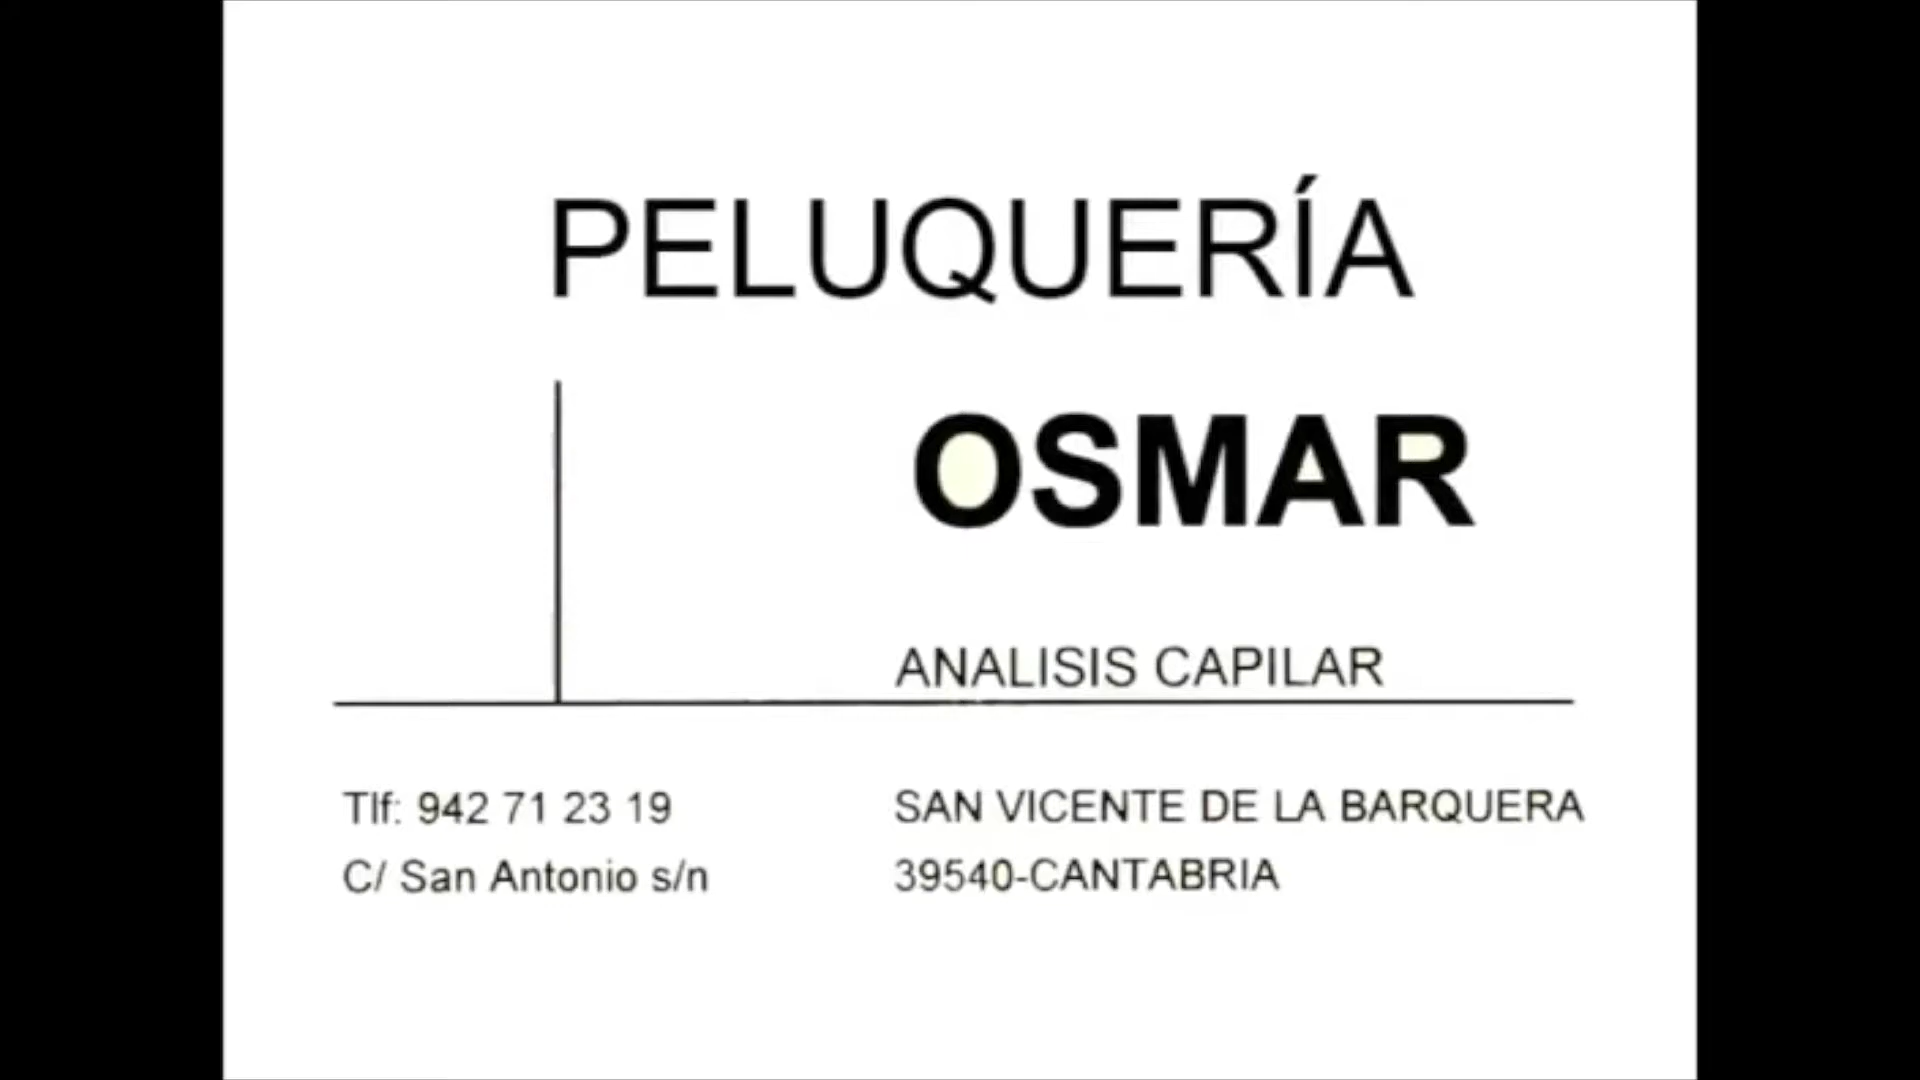 PELUQUERÍA
OSMAR
ANALISIS CAPILAR
Tlf: 942 71 23 19
C/ San Antonio s/n
SAN VICENTE DE LA BARQUERA
39540-CANTABRIA